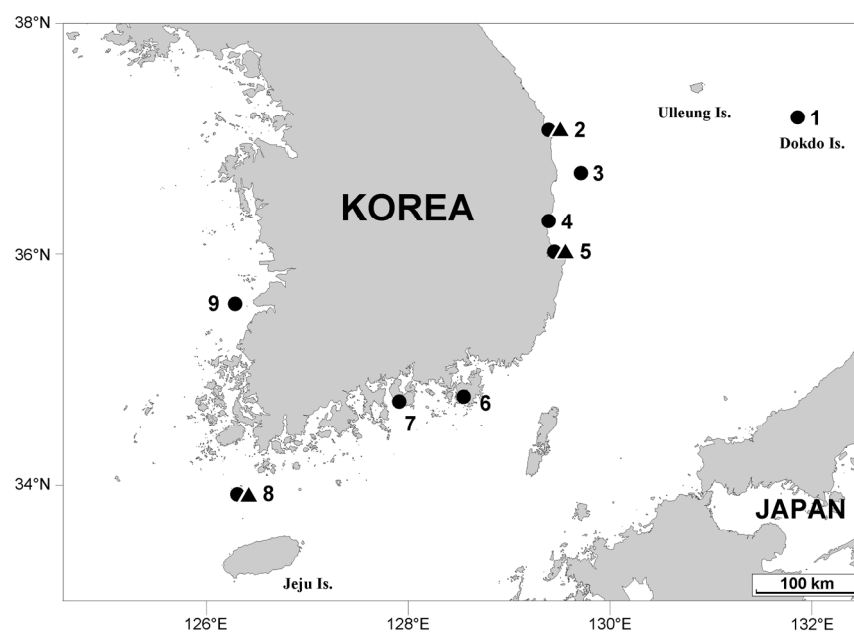 38°N
Ulleung Is.
1
Dokdo Is.
2
3
KOREA
4
36°N
5
9
6
7
34°N
8
JAPAN
Jeju Is.
100 km
126°E
128°E
130°E
132°E